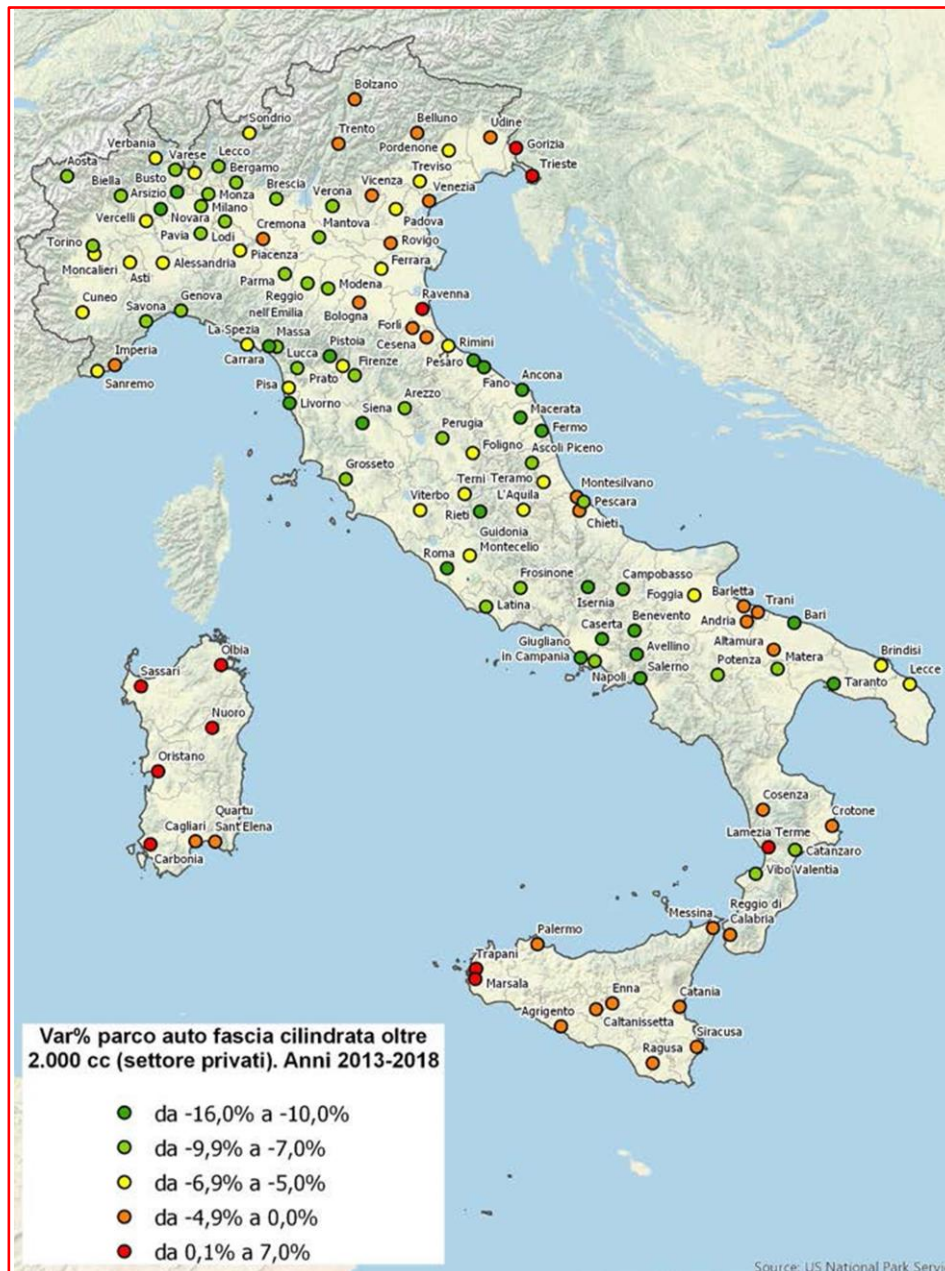 Bolzano
Sondrio
Trento
Belluno
Udine
Pordenone
Gorizia
Verbania
Varese
Lecco
Treviso
Trieste
Aosta
Busto
Arsizio
Bergamo
Biella
Monza
Brescia
Verona
Vicenza
Venezia
Milano
Vercelli
Novara
Cremona
Mantova
Padova
Pavia
Lodi
Rovigo
Torino
Piacenza
Moncalieri
Asti
Alessandria
Ferrara
Parma
Modena
Cuneo
Savona
Genova
Reggio
nell'Emilia
Bologna
Ravenna
La Spezia
Massa
Forlì
Cesena
Rimini
Imperia
Carrara
Lucca
Pistoia
Firenze
Pesaro
Sanremo
Prato
Fano
Ancona
Pisa
Livorno
Siena
Arezzo
Macerata
Fermo
Perugia
Foligno
Ascoli Piceno
Grosseto
Terni
Teramo
Montesilvano
Viterbo
L'Aquila
Pescara
Rieti
Chieti
Guidonia
Montecelio
Roma
Frosinone
Campobasso
Latina
Isernia
Foggia
Barletta
Trani
Caserta
Benevento
Andria
Bari
Giugliano
in Campania
Avellino
Altamura
Napoli
Salerno
Potenza
Matera
Brindisi
Taranto
Lecce
Olbia
Sassari
Nuoro
Oristano
Quartu
Sant'Elena
Cagliari
Carbonia
Cosenza
Crotone
Lamezia Terme
Catanzaro
Vibo Valentia
Messina
Reggio di
Calabria
Palermo
Trapani
Marsala
Enna
Catania
Agrigento
Caltanissetta
Siracusa
Ragusa
Var% parco auto fascia cilindrata oltre
2.000 cc (settore privati). Anni 2013-2018
da -16,0% a -10,0%
da -9,9% a -7,0%
da -6,9% a -5,0%
da -4,9% a 0,0%
da 0,1% a 7,0%
Source: US National Park Servi